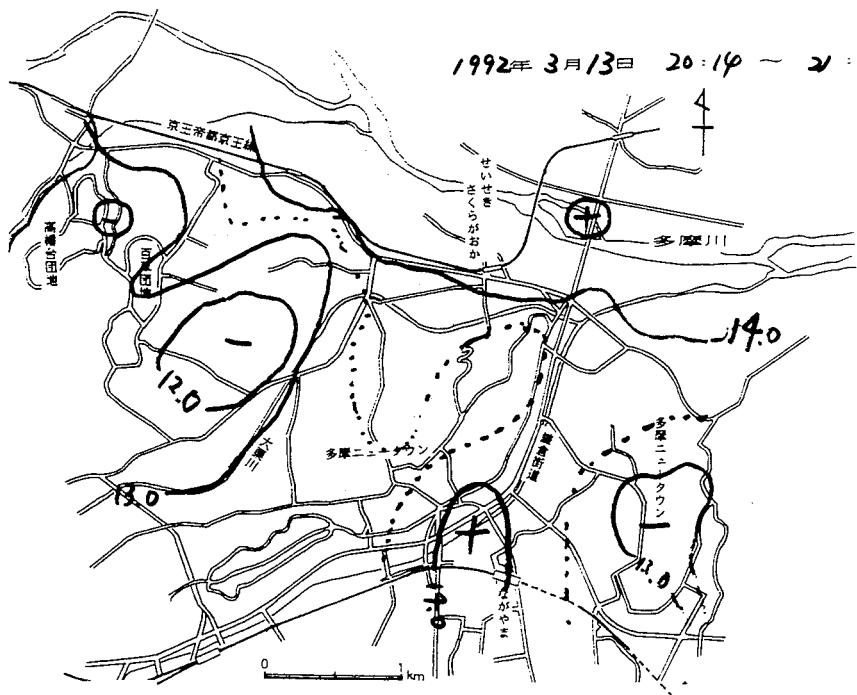 1992年 3月13日 20:14 ~ 21:
京王帝都京王線
せいせき
さくらがおか
高幡台団地
百草団地
多摩川
14.0
12.0
大栗川
多摩ニュータウン
鎌倉街道
多摩ニュータウン
13.0
13.0
14.0
ながやま
0 1 km